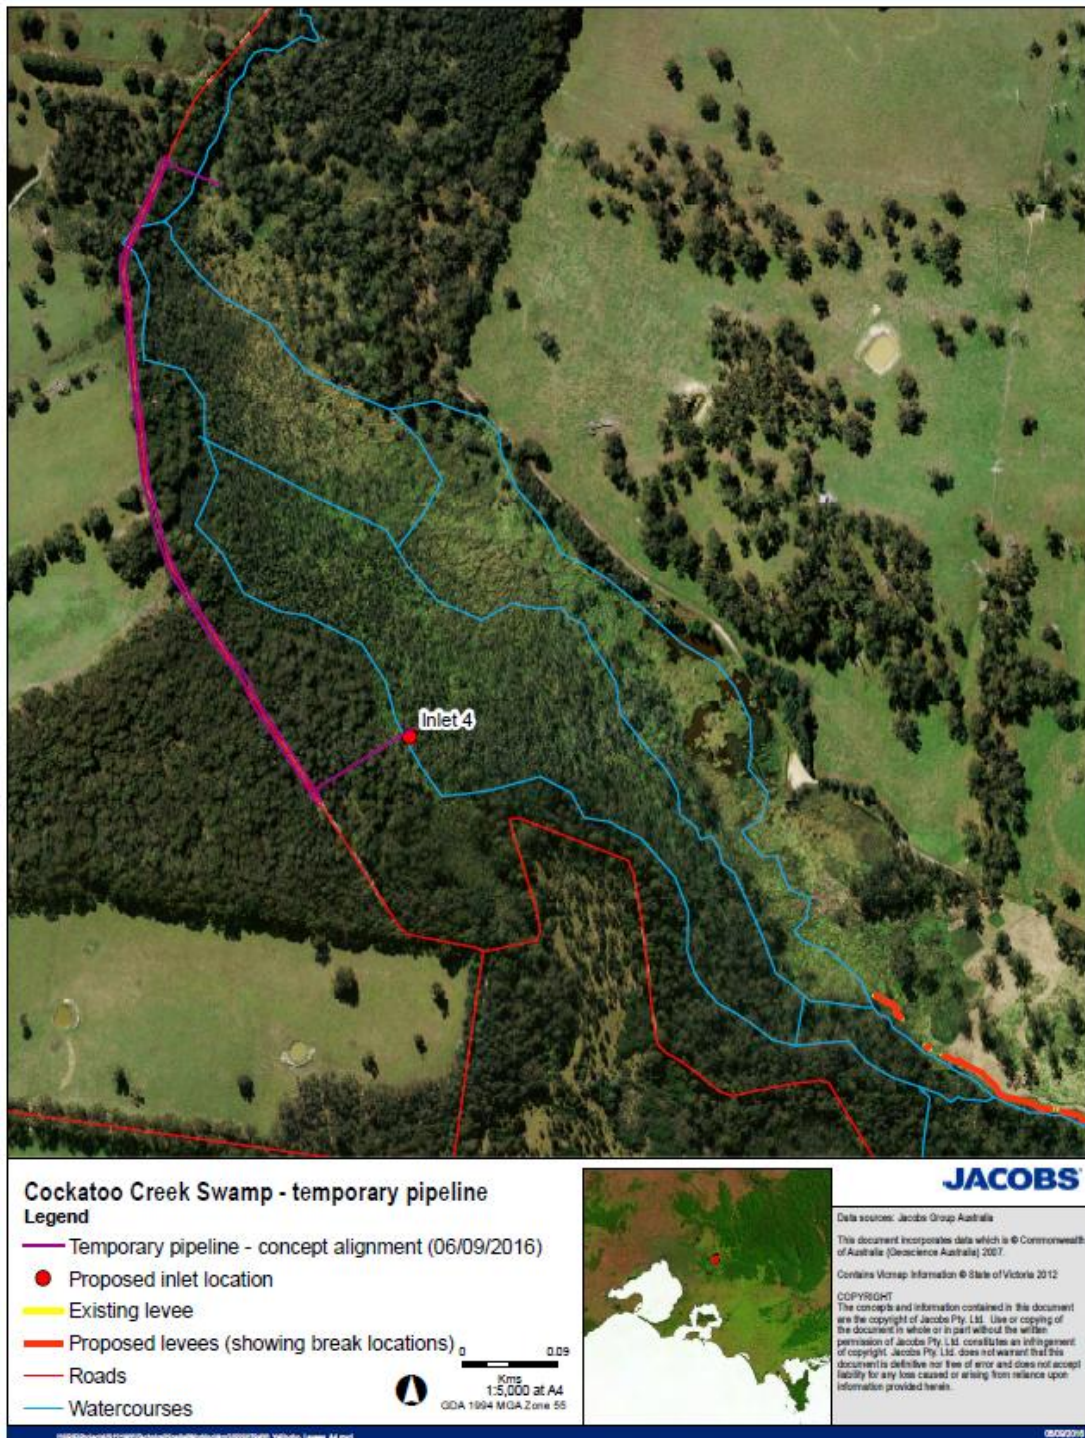 Inlet 4
Cockatoo Creek Swamp - temporary pipeline
Legend
Temporary pipeline - concept alignment (06/09/2016)
Proposed inlet location
Existing levee
Proposed levees (showing break locations)
Roads
Watercourses
0 0.09
Kms
1:5,000 at A4
GDA 1994 MGA Zone 55
JACOBS
Data sources: Jacobs Group Australia
This document incorporates data which is © Commonwealth
of Australia (Geoscience Australia) 2007.
Contains Vicmap Information © State of Victoria 2012
COPYRIGHT
The concepts and information contained in this document
are the copyright of Jacobs Pty. Ltd. Use or copying of
the document in whole or in part without the written
permission of Jacobs Pty. Ltd. constitutes an infringement
of copyright. Jacobs Pty. Ltd. does not warrant that this
document is definitive nor free of error and does not accept
liability for any loss caused or arising from reliance upon
information provided herein.